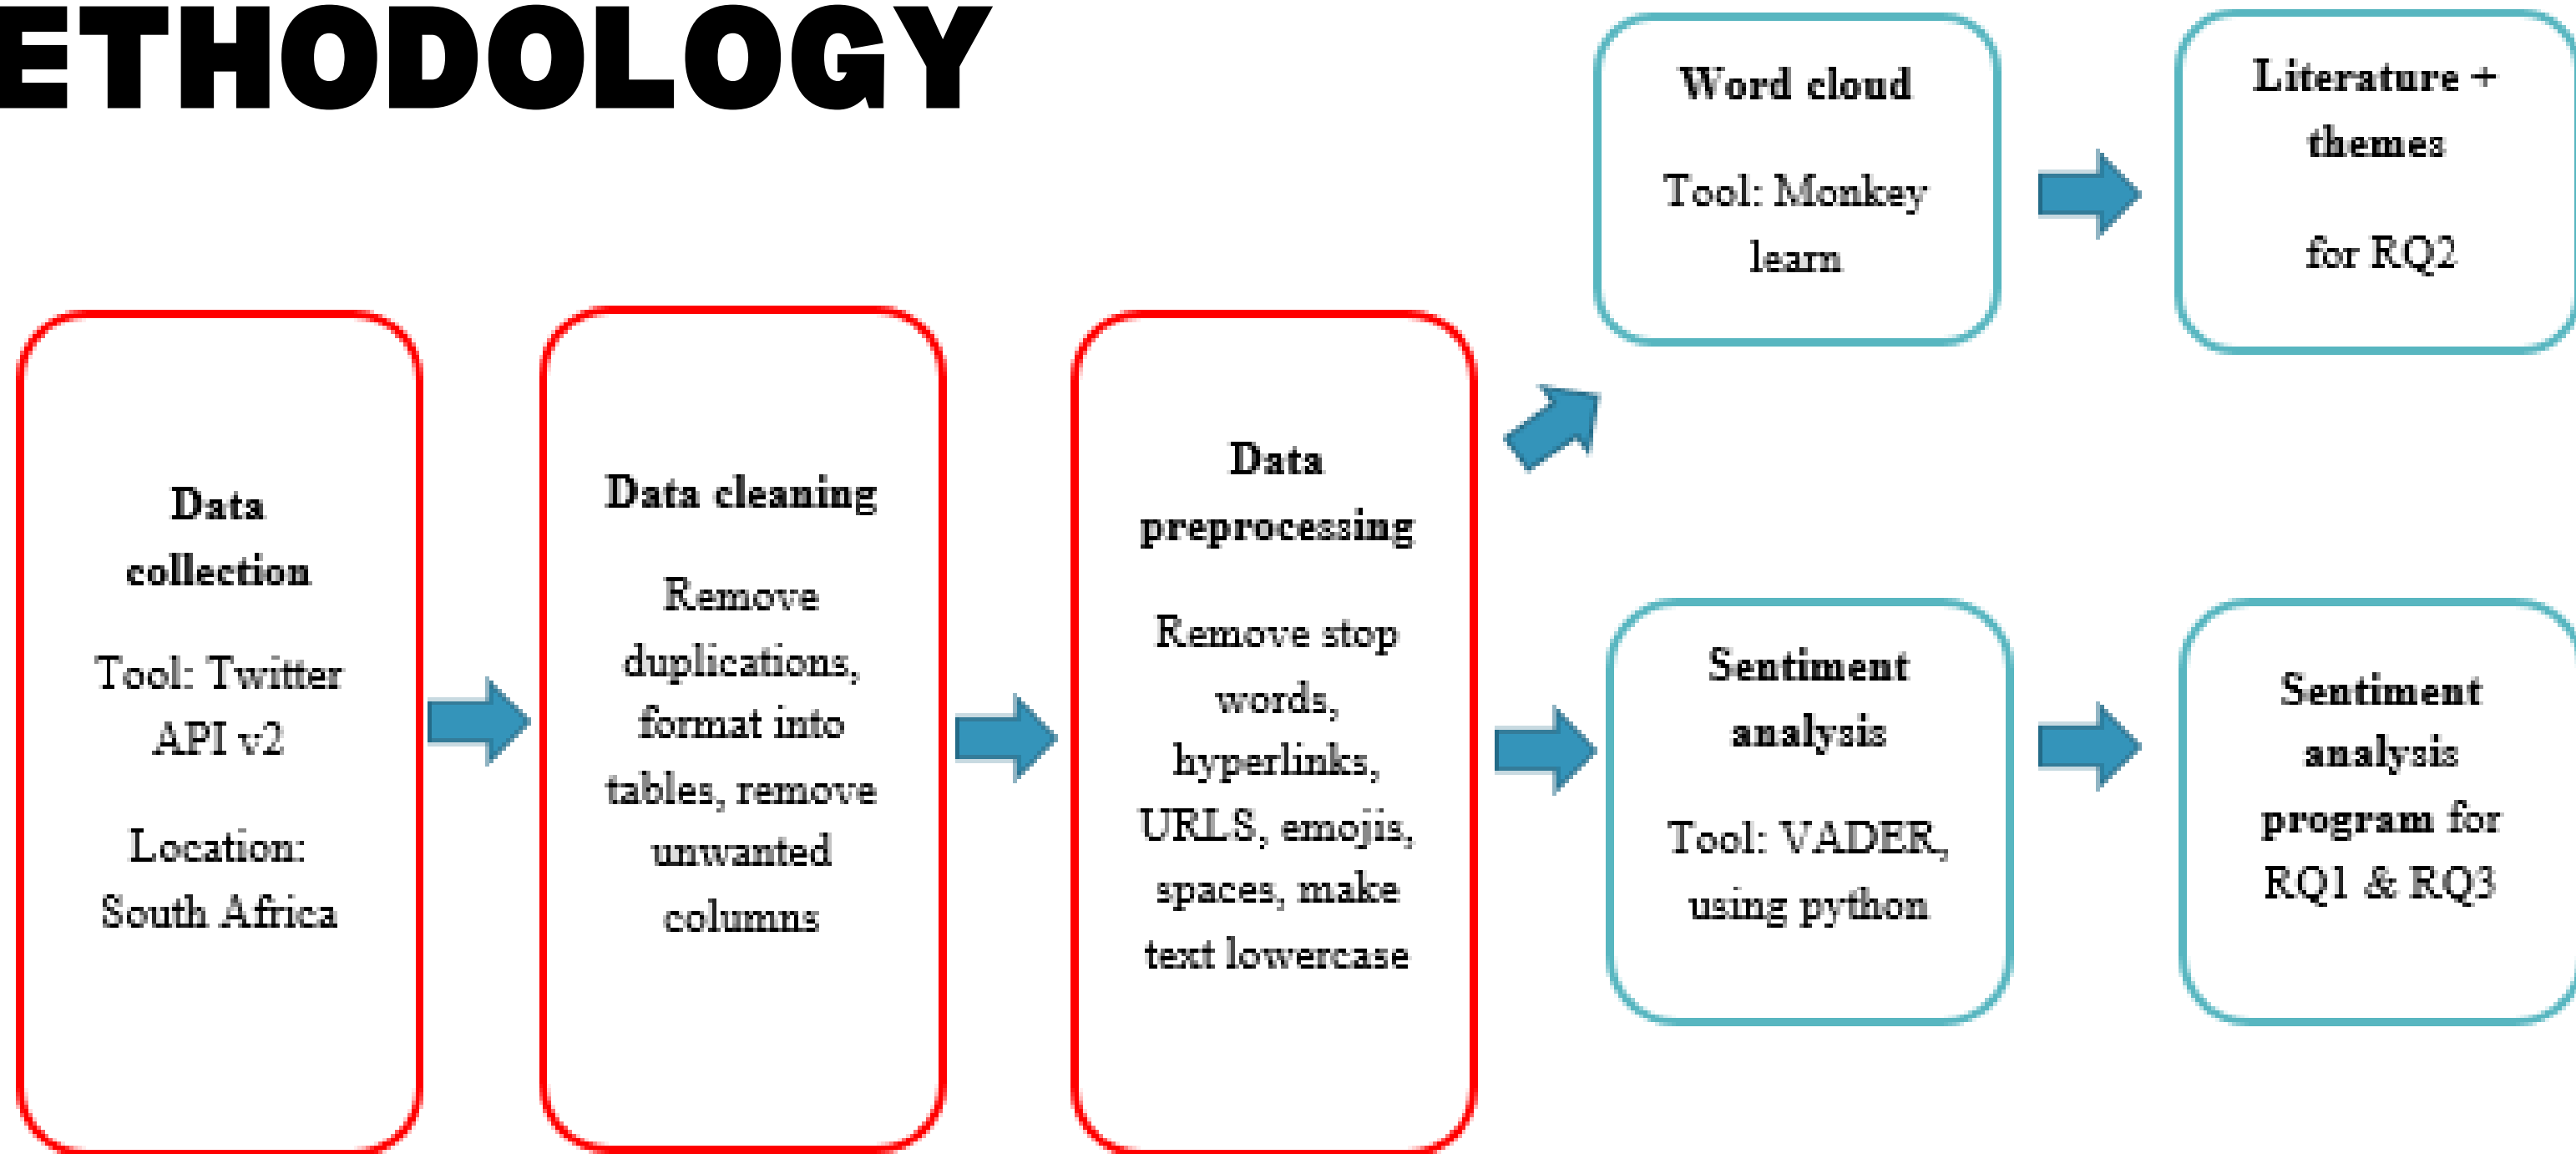 ETHODOLOGY
Data
collection
Tool: Twitter
API v2
Location:
South Africa
Data cleaning
Remove
duplications,
format into
tables, remove
unwanted
columns
Data
preprocessing
Remove stop
words,
hyperlinks,
URLS, emojis,
spaces, make
text lowercase
Word cloud
Tool: Monkey
learn
Literature +
themes
for RQ2
Sentiment
analysis
Tool: VADER,
using python
Sentiment
analysis
program for
RQ1 & RQ3